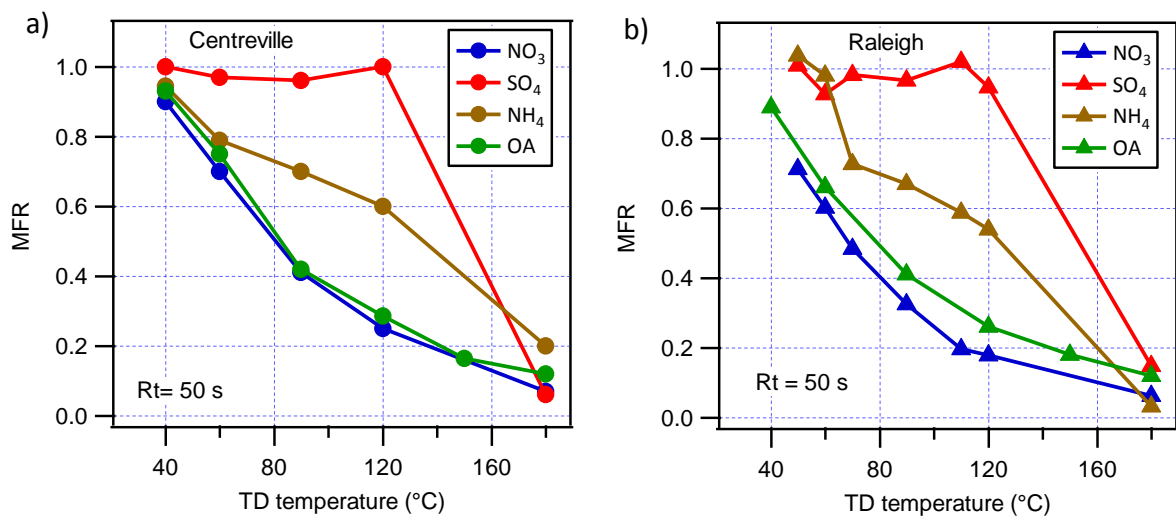 a)
Centreville
NO3
SO4
NH4
OA
1.0
0.8
0.6
0.4
0.2
0.0
MFR
Rt= 50 s
40
80
120
160
TD temperature (°C)
b)
Raleigh
NO3
SO4
NH4
OA
1.0
0.8
0.6
0.4
0.2
0.0
MFR
Rt = 50 s
40
80
120
160
TD temperature (°C)